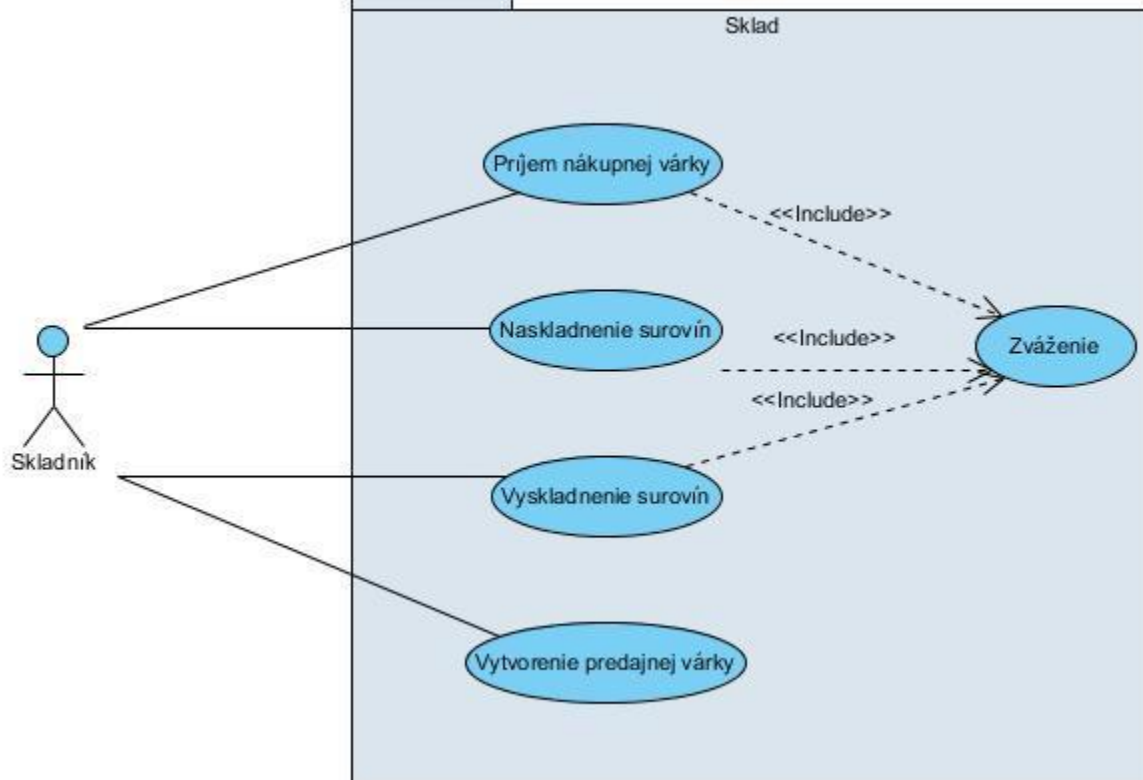 Sklad
Príjem nákupnej várky
<<Include>>
Naskladnenie surovín
<<Include>>
Zváženie
<<Include>>
Skladník
Vyskladnenie surovín
Vytvorenie predajnej várky